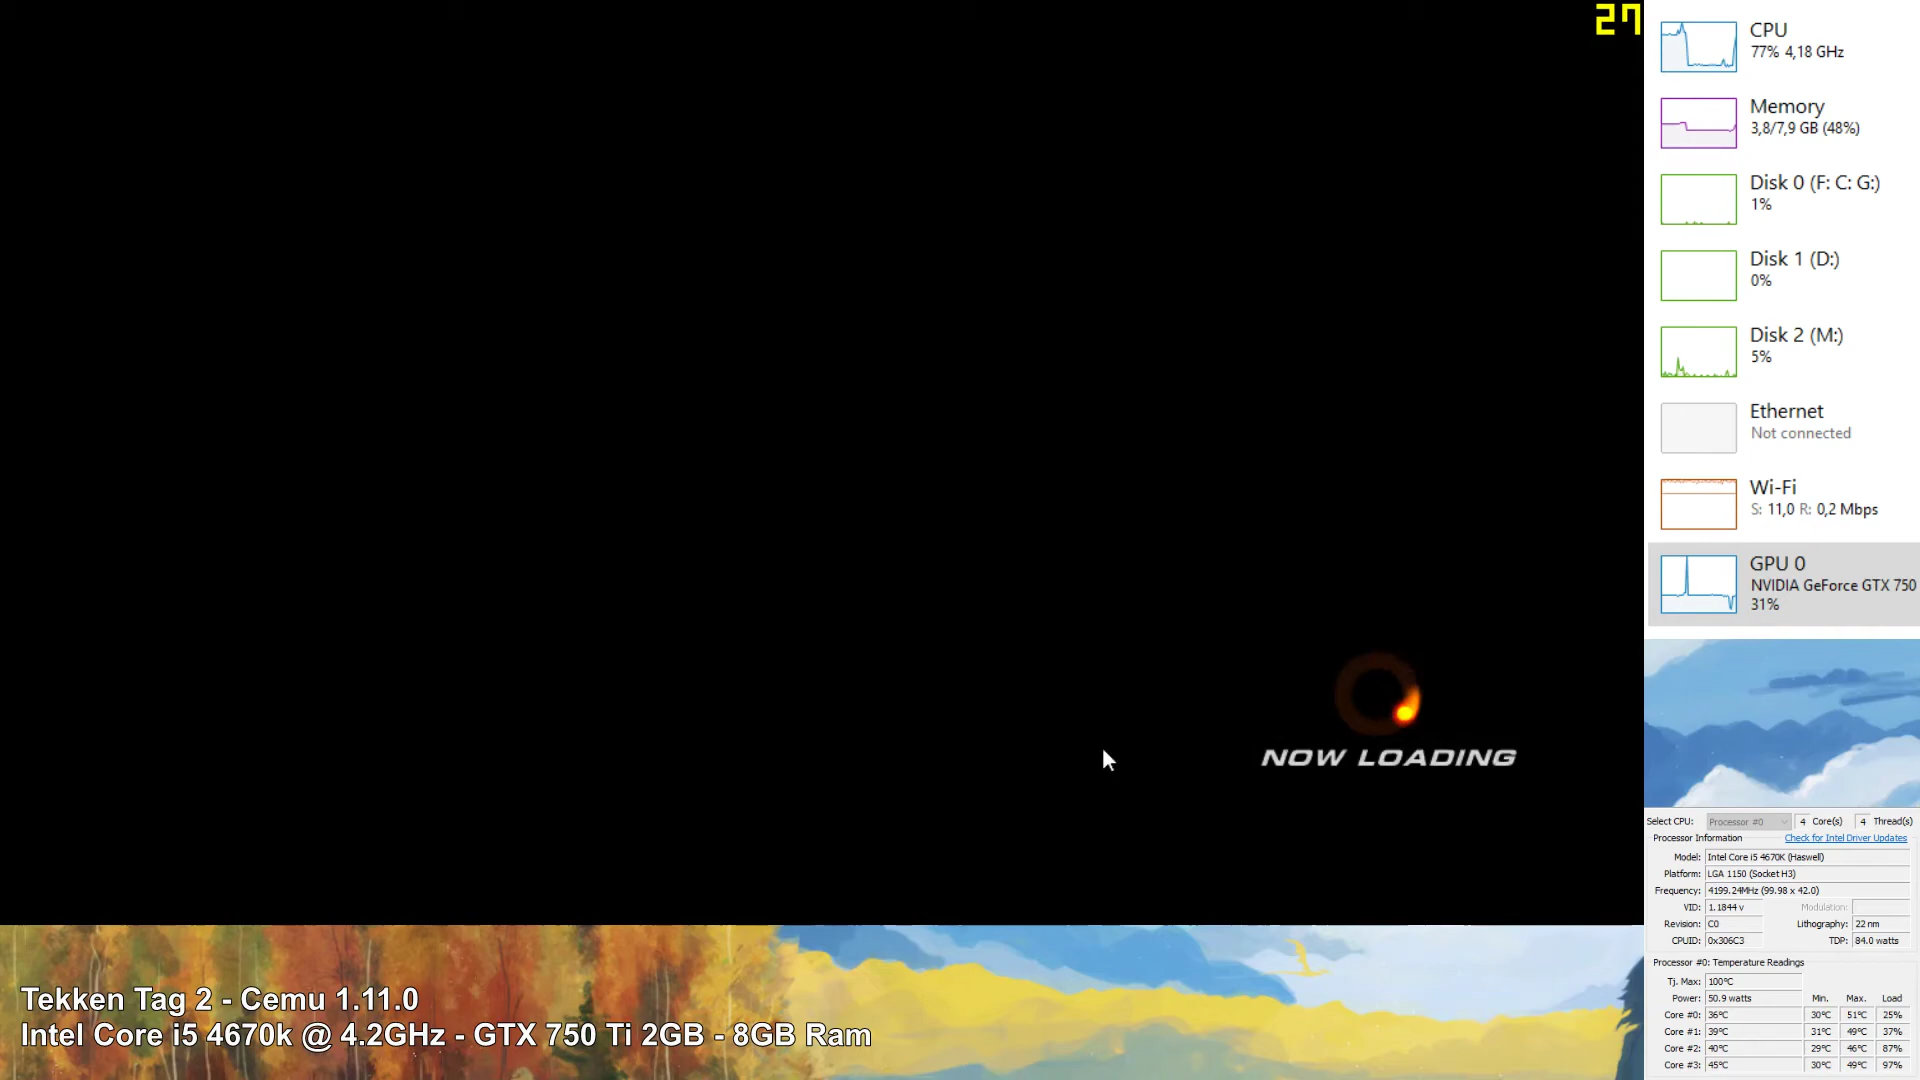 27
CPU
77% 4,18 GHz
Memory
3,8/7,9 GB (48%)
Disk 0 (F: C: G:)
1%
Disk 1 (D:)
0%
Disk 2 (M:)
5%
Ethernet
Not connected
Wi-Fi
S: 11,0 R: 0,2 Mbps
GPU 0
NVIDIA GeForce GTX 750
31%
NOW LOADING
Select CPU: Processor #0 4 Core(s) 4 Thread(s)
Processor Information Check for Intel Driver Updates
Model: Intel Core i5 4670K (Haswell)
Platform: LGA 1150 (Socket H3)
Frequency: 4199.24MHz (99.98 x 42.0)
VID: 1.1844 v Modulation:
Revision: C0 Lithography: 22 nm
CPUID: 0x306C3 TDP: 84.0 watts
Processor #0: Temperature Readings
Tj. Max: 100°C
Power: 50.9 watts Min. Max. Load
Core #0: 36°C 30°C 51°C 25%
Core #1: 39°C 31°C 49°C 37%
Core #2: 40°C 29°C 46°C 87%
Core #3: 45°C 30°C 49°C 97%
Tekken Tag 2 - Cemu 1.11.0
Intel Core i5 4670k @ 4.2GHz - GTX 750 Ti 2GB - 8GB Ram